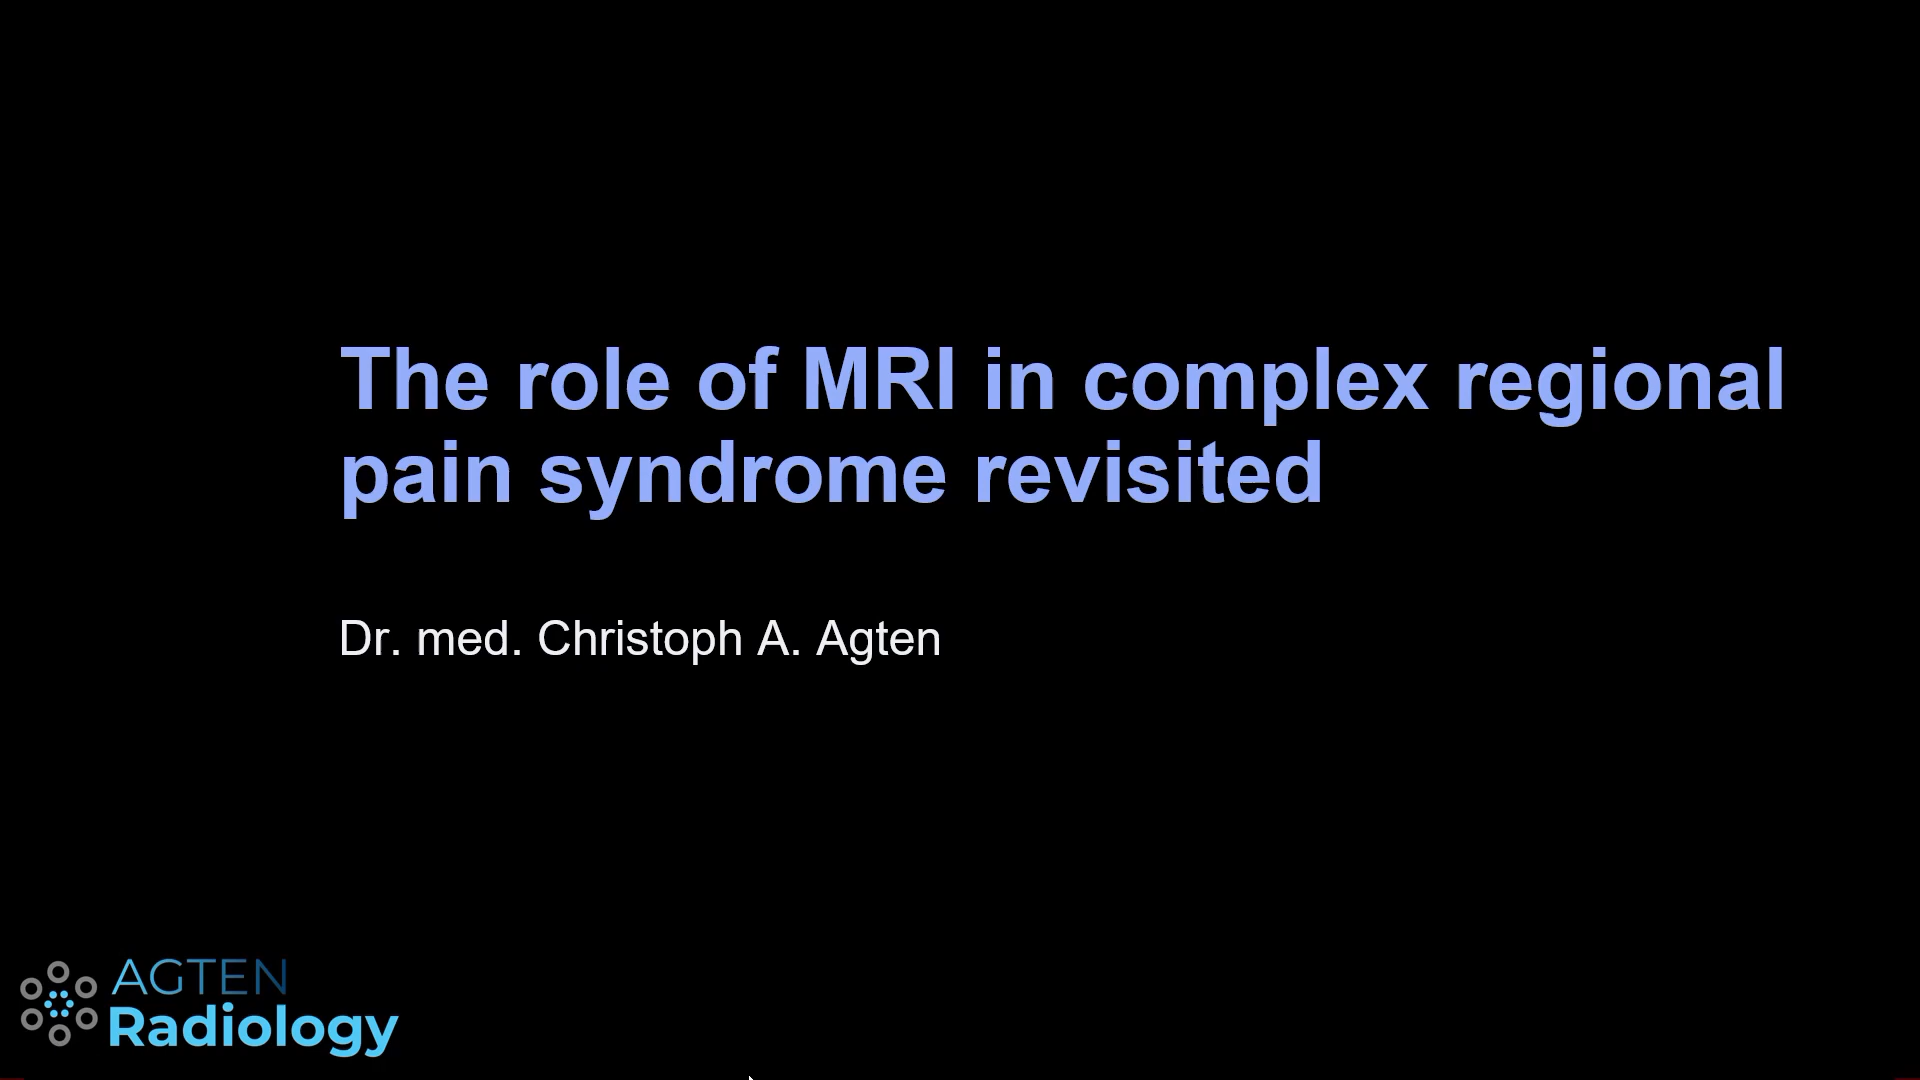 The role of MRI in complex regional
pain syndrome revisited
Dr. med. Christoph A. Agten
AGTEN
Radiology